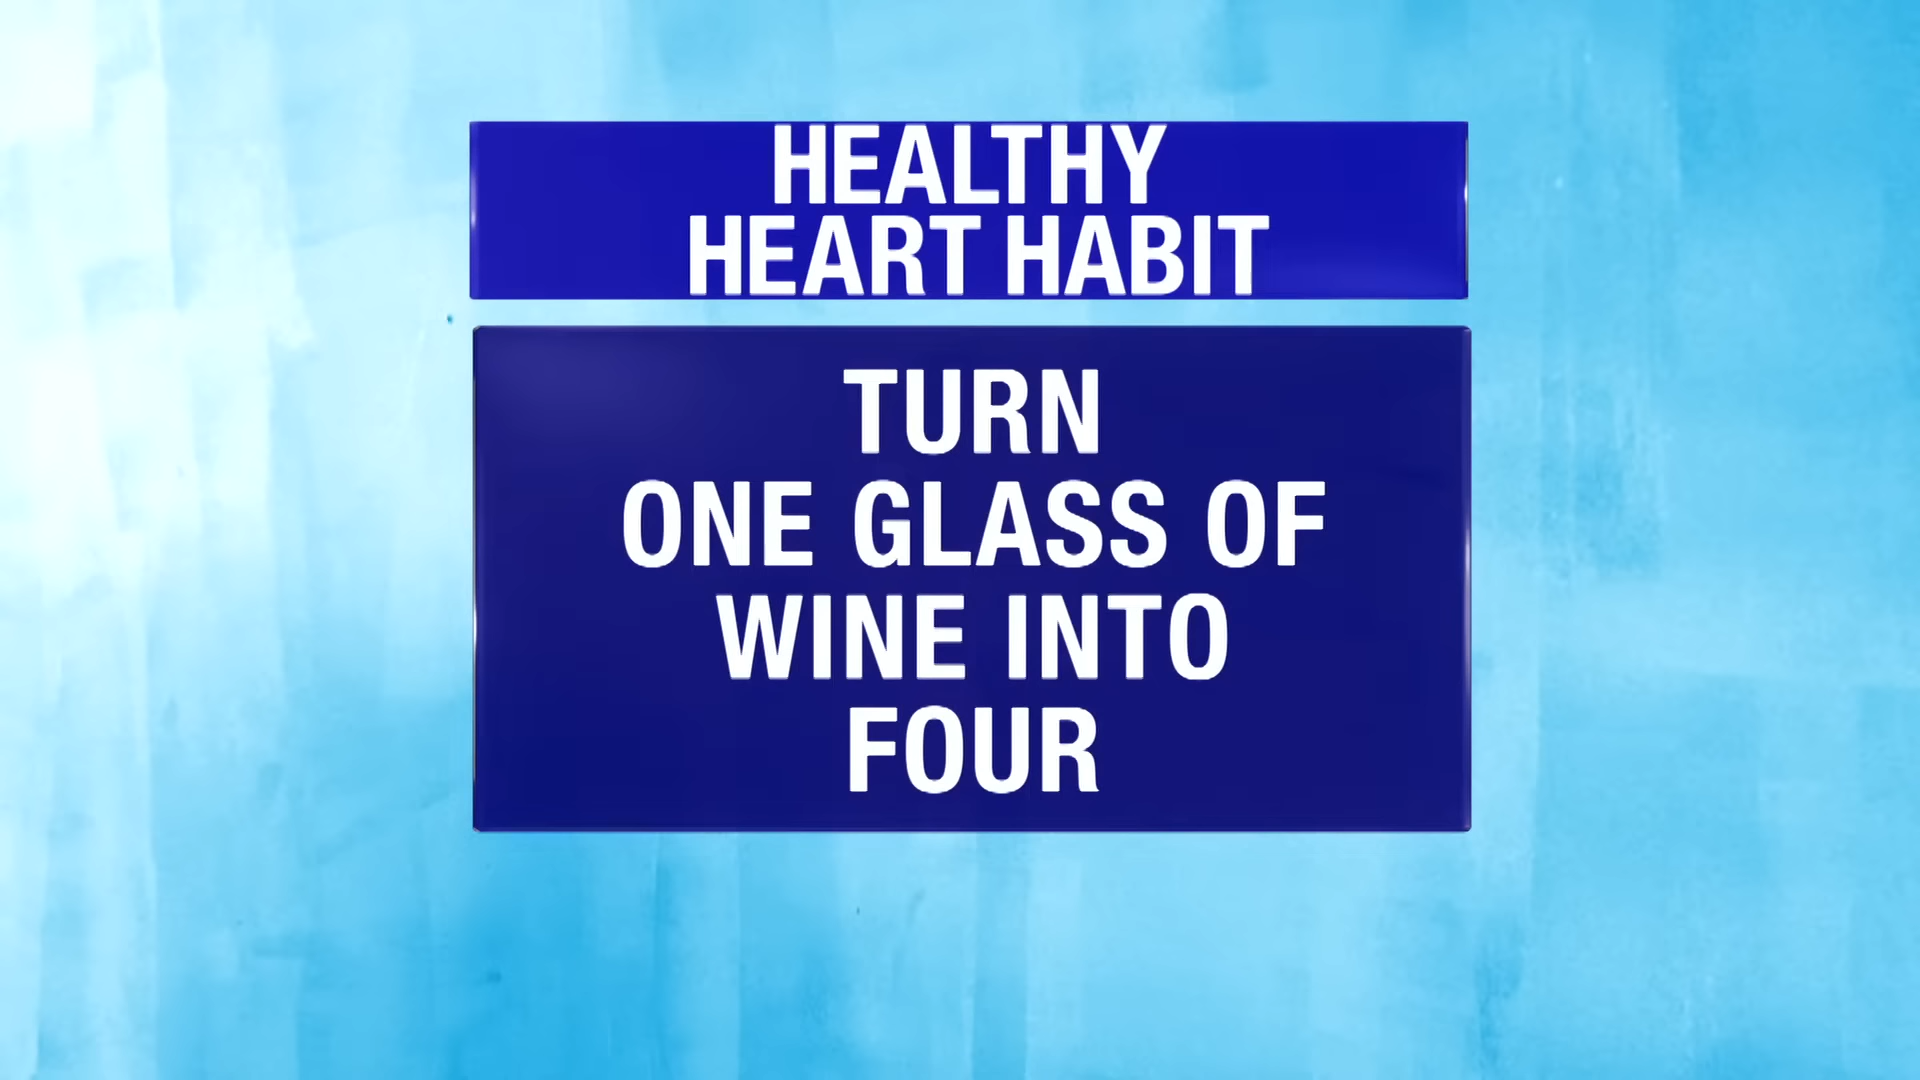 HEALTHY
HEART HABIT
TURN
ONE GLASS OF
WINE INTO
FOUR